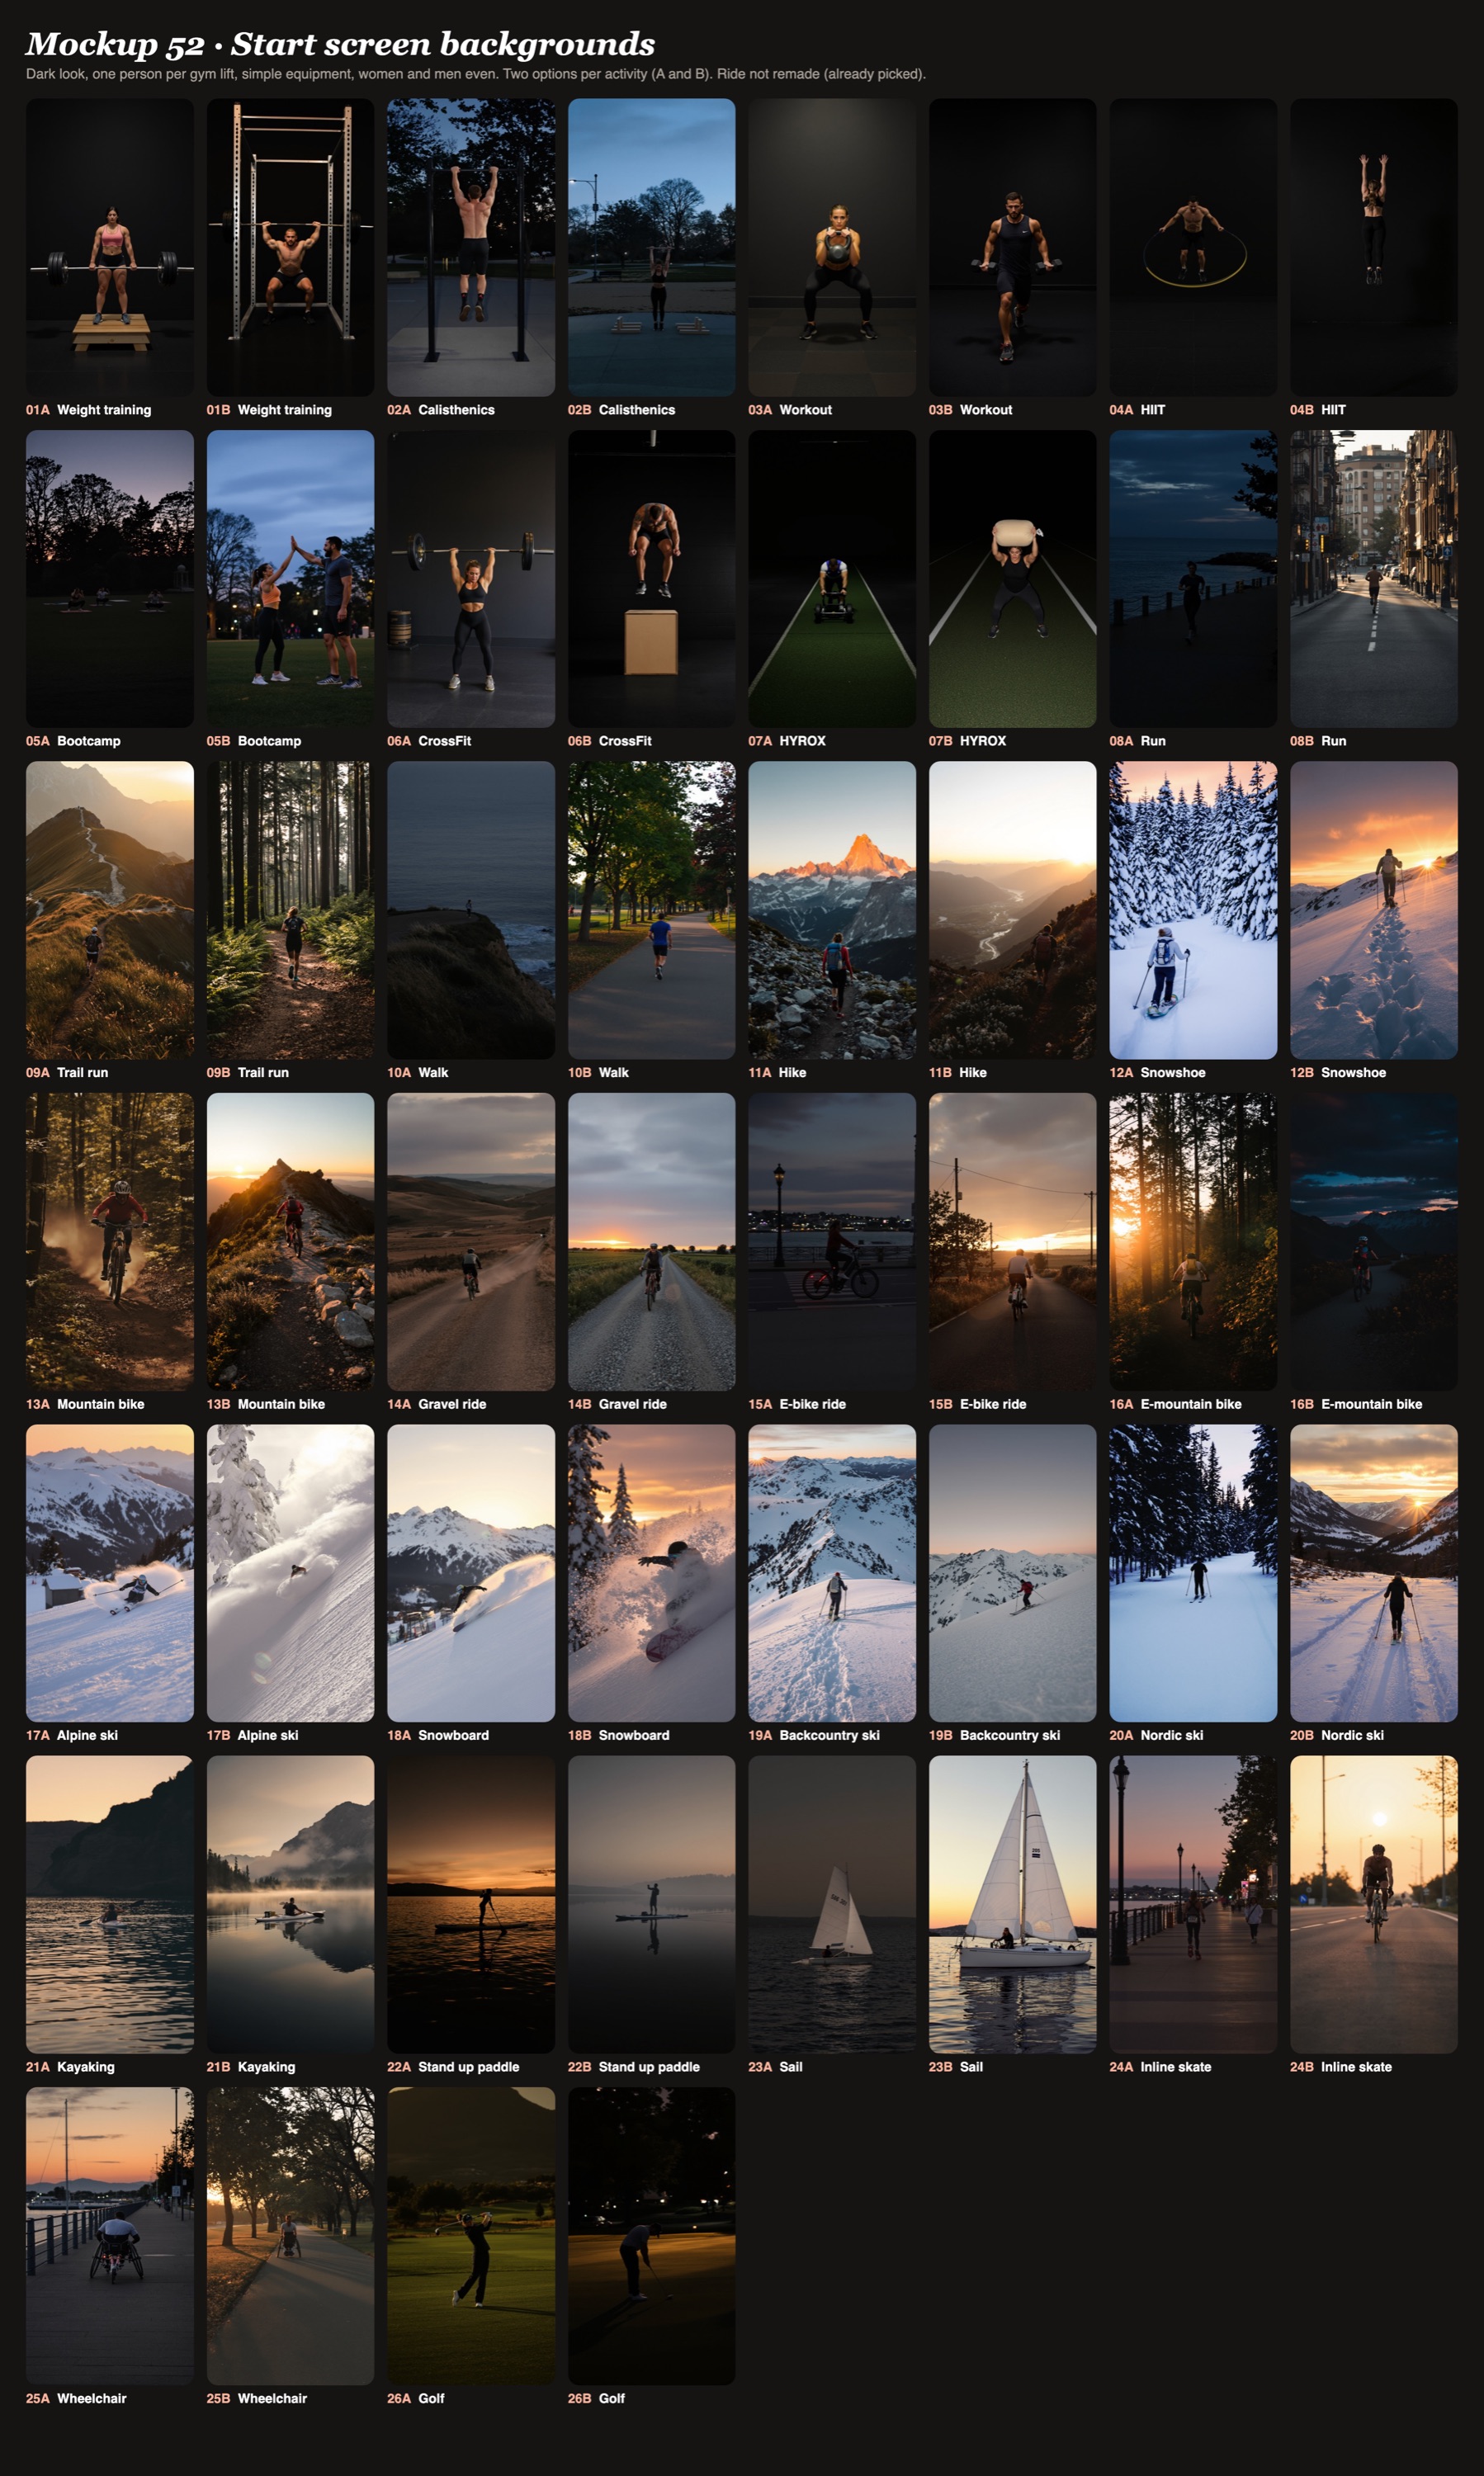 Mockup 52 · Start screen backgrounds
Dark look, one person per gym lift, simple equipment, women and men even. Two options per activity (A and B). Ride not remade (already picked).
01A Weight training
01B Weight training
02A Calisthenics
02B Calisthenics
03A Workout
03B Workout
04A HIIT
04B HIIT
05A Bootcamp
05B Bootcamp
06A CrossFit
06B CrossFit
07A HYROX
07B HYROX
08A Run
08B Run
09A Trail run
09B Trail run
10A Walk
10B Walk
11A Hike
11B Hike
12A Snowshoe
12B Snowshoe
13A Mountain bike
13B Mountain bike
14A Gravel ride
14B Gravel ride
15A E-bike ride
15B E-bike ride
16A E-mountain bike
16B E-mountain bike
17A Alpine ski
17B Alpine ski
18A Snowboard
18B Snowboard
19A Backcountry ski
19B Backcountry ski
20A Nordic ski
20B Nordic ski
21A Kayaking
21B Kayaking
22A Stand up paddle
22B Stand up paddle
23A Sail
23B Sail
24A Inline skate
24B Inline skate
25A Wheelchair
25B Wheelchair
26A Golf
26B Golf